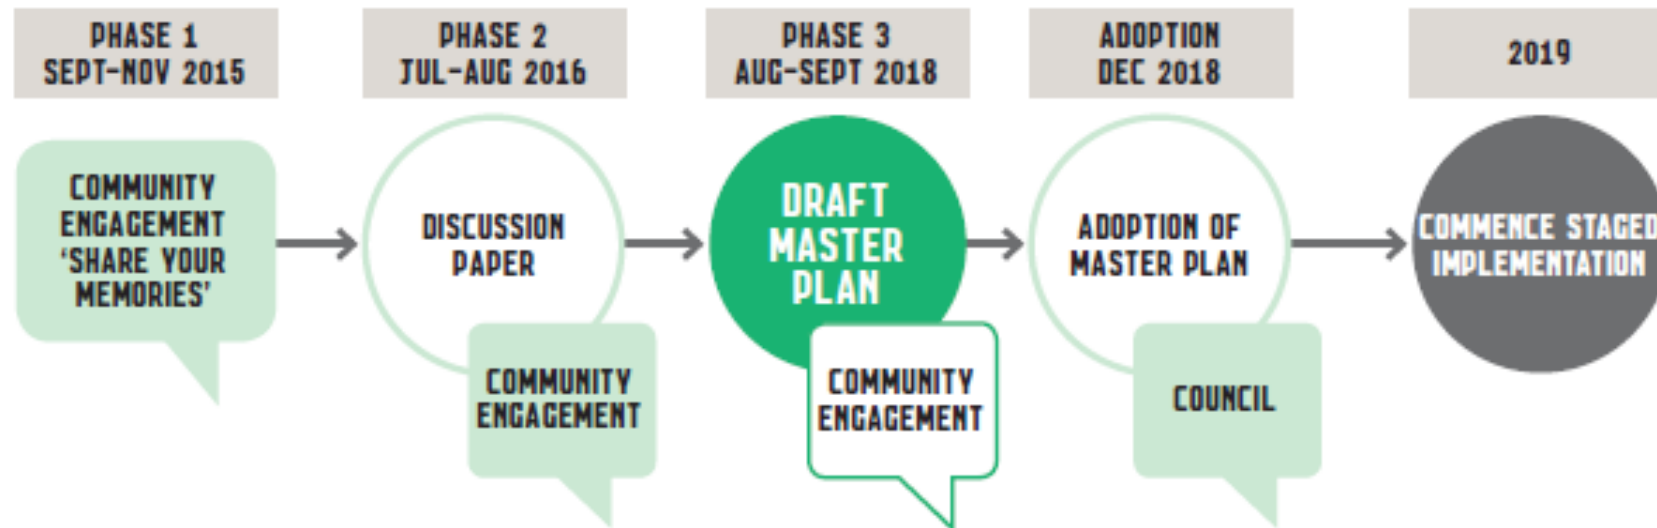 PHASE 1
SEPT-NOV 2015
PHASE 2
JUL-AUG 2016
PHASE 3
AUG-SEPT 2018
ADOPTION
DEC 2018
2019
COMMUNITY
ENGAGEMENT
‘SHARE YOUR
MEMORIES’
DISCUSSION
PAPER
COMMUNITY
ENGAGEMENT
DRAFT
MASTER
PLAN
COMMUNITY
ENGAGEMENT
ADOPTION OF
MASTER PLAN
COUNCIL
COMMENCE STAGED
IMPLEMENTATION